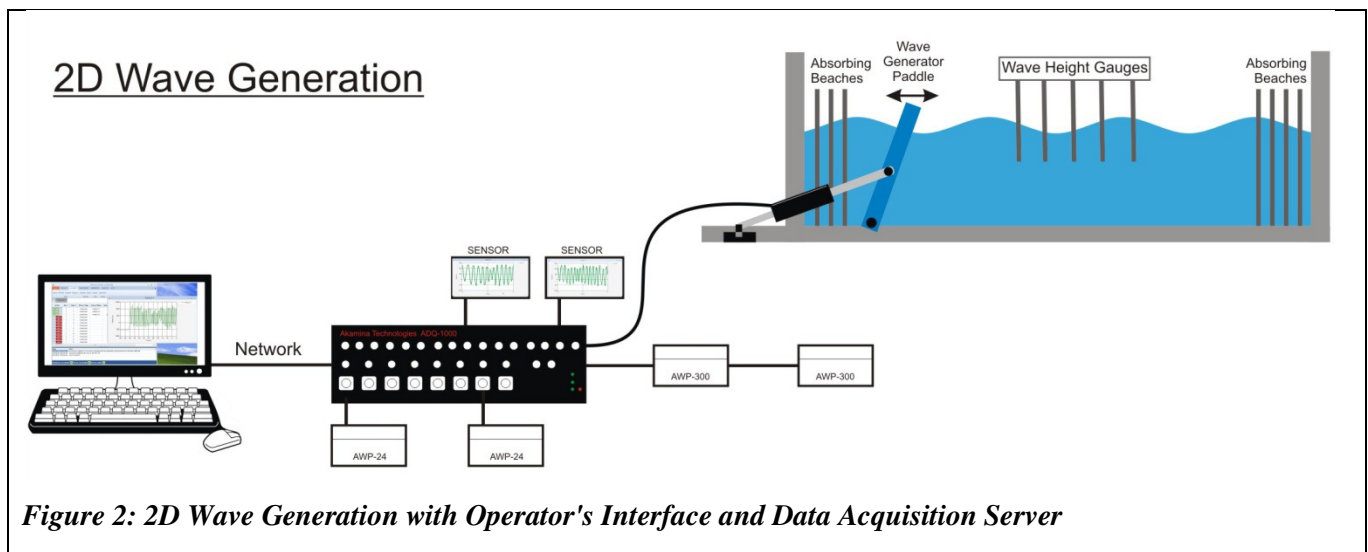 2D Wave Generation
Absorbing
Beaches
Wave
Generator
Paddle
Wave Height Gauges
Absorbing
Beaches
SENSOR
SENSOR
Network
Akamina Technologies ADQ-1000
AWP-300
AWP-300
AWP-24
AWP-24
Figure 2: 2D Wave Generation with Operator's Interface and Data Acquisition Server